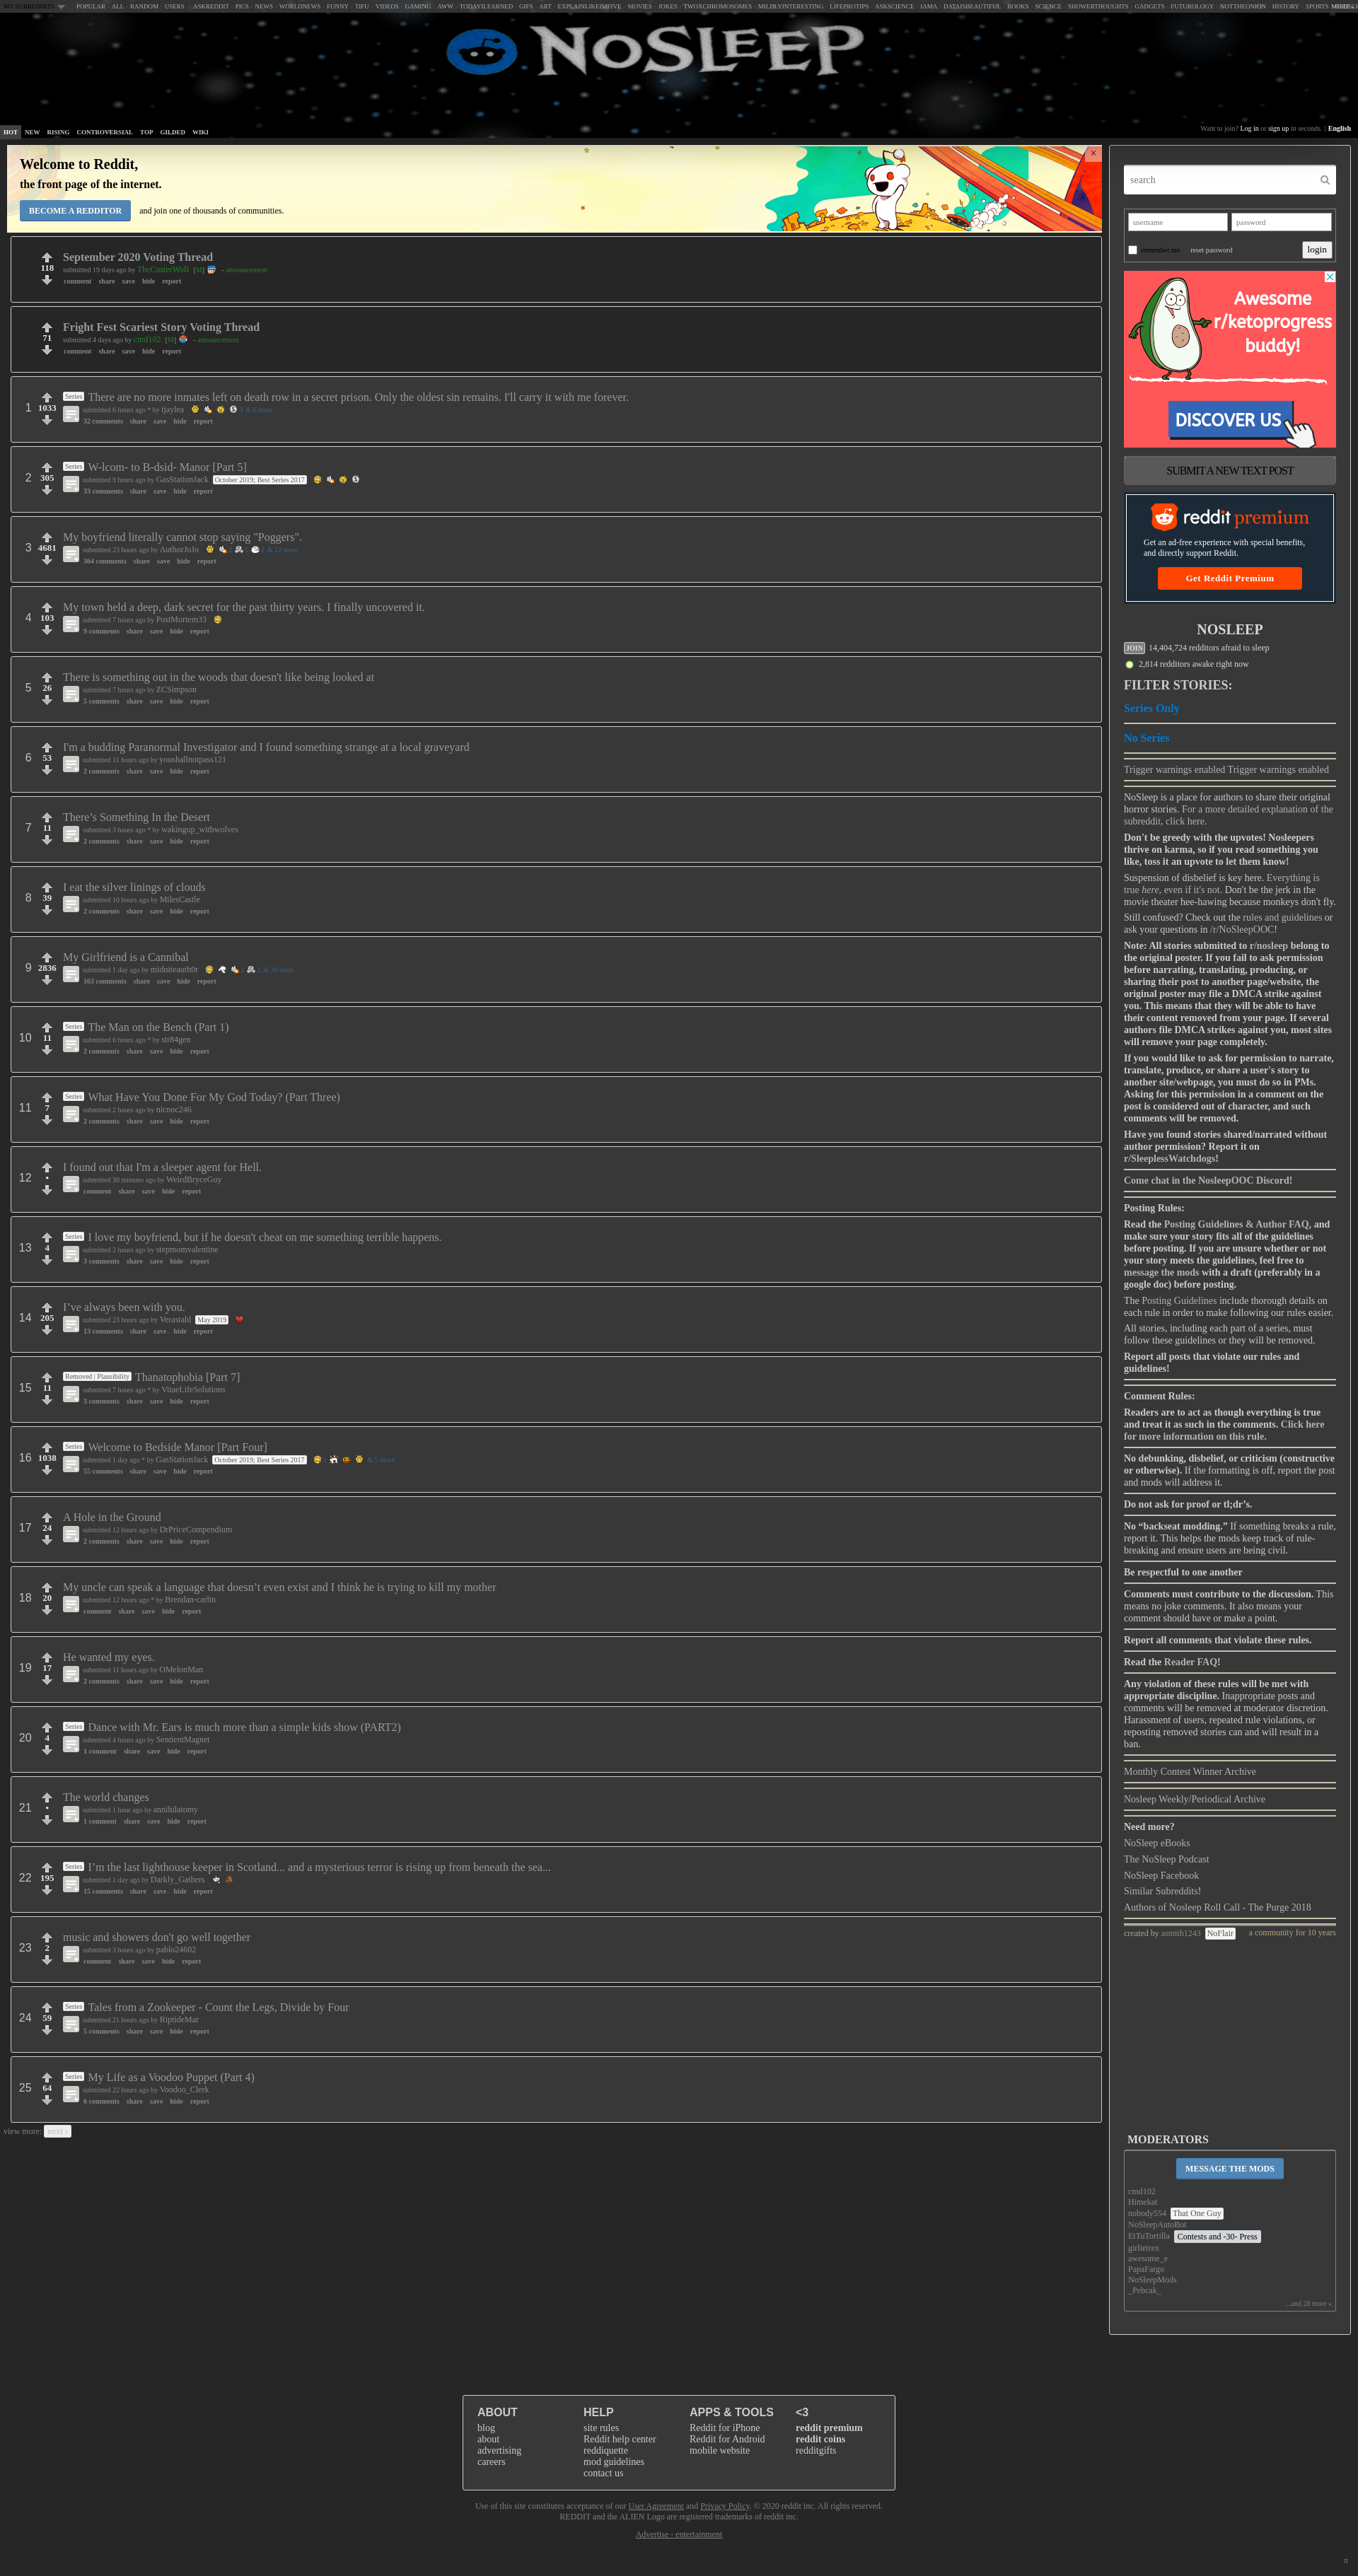 MY SUBREDDITS POPULAR ALL RANDOM USERS ASKREDDIT PICS NEWS WORLDNEWS FUNNY TIFU VIDEOS GAMING AWW TODAYILEARNED GIFS ART EXPLAINLIKEIMFIVE MOVIES JOKES TWOXCHROMOSOMES MILDLYINTERESTING LIFEPROTIPS ASKSCIENCE IAMA DATAISBEAUTIFUL BOOKS SCIENCE SHOWERTHOUGHTS GADGETS FUTUROLOGY NOTTHEONION HISTORY SPORTS
NOSLEEP
HOT NEW RISING CONTROVERSIAL TOP GILDED WIKI
Want to join? Log in or sign up in seconds. | English
Welcome to Reddit,
the front page of the internet.
BECOME A REDDITOR and join one of thousands of communities.
×
September 2020 Voting Thread
118
submitted 19 days ago by TheCusterWolf [M] - announcement
comment share save hide report
Fright Fest Scariest Story Voting Thread
71
submitted 4 days ago by cmd102 [M] - announcement
comment share save hide report
1 1033
Series There are no more inmates left on death row in a secret prison. Only the oldest sin remains. I'll carry it with me forever.
submitted 6 hours ago * by tjaylea & 6 more
32 comments share save hide report
2 305
Series W-lcom- to B-dsid- Manor [Part 5]
submitted 9 hours ago by GasStationJack October 2019; Best Series 2017
33 comments share save hide report
3 4681
My boyfriend literally cannot stop saying "Poggers".
submitted 23 hours ago by AuthorJoJo & 12 more
304 comments share save hide report
4 103
My town held a deep, dark secret for the past thirty years. I finally uncovered it.
submitted 7 hours ago by PostMortem33
9 comments share save hide report
5 26
There is something out in the woods that doesn't like being looked at
submitted 7 hours ago by ZCSimpson
5 comments share save hide report
6 53
I'm a budding Paranormal Investigator and I found something strange at a local graveyard
submitted 11 hours ago by youshallnotpass121
2 comments share save hide report
7 11
There’s Something In the Desert
submitted 3 hours ago * by wakingup_withwolves
2 comments share save hide report
8 39
I eat the silver linings of clouds
submitted 10 hours ago by MilesCastle
2 comments share save hide report
9 2836
My Girlfriend is a Cannibal
submitted 1 day ago by midniteauth0r & 10 more
163 comments share save hide report
10 11
Series The Man on the Bench (Part 1)
submitted 6 hours ago * by str84gen
2 comments share save hide report
11 7
Series What Have You Done For My God Today? (Part Three)
submitted 2 hours ago by nicnoc246
2 comments share save hide report
12 •
I found out that I'm a sleeper agent for Hell.
submitted 30 minutes ago by WeirdBryceGuy
comment share save hide report
13 4
Series I love my boyfriend, but if he doesn't cheat on me something terrible happens.
submitted 2 hours ago by stepmomvalentine
3 comments share save hide report
14 205
I’ve always been with you.
submitted 23 hours ago by Verastahl May 2019
13 comments share save hide report
15 11
Removed | Plausibility Thanatophobia [Part 7]
submitted 7 hours ago * by VitaeLifeSolutions
3 comments share save hide report
16 1038
Series Welcome to Bedside Manor [Part Four]
submitted 1 day ago * by GasStationJack October 2019; Best Series 2017 & 5 more
55 comments share save hide report
17 24
A Hole in the Ground
submitted 12 hours ago by DrPriceCompendium
2 comments share save hide report
18 20
My uncle can speak a language that doesn’t even exist and I think he is trying to kill my mother
submitted 12 hours ago * by Brendan-carlin
comment share save hide report
19 17
He wanted my eyes.
submitted 11 hours ago by OMelonMan
2 comments share save hide report
20 4
Series Dance with Mr. Ears is much more than a simple kids show (PART2)
submitted 4 hours ago by SentientMagnet
1 comment share save hide report
21 •
The world changes
submitted 1 hour ago by annihilatomy
1 comment share save hide report
22 195
Series I’m the last lighthouse keeper in Scotland... and a mysterious terror is rising up from beneath the sea...
submitted 1 day ago by Darkly_Gathers
15 comments share save hide report
23 2
music and showers don't go well together
submitted 3 hours ago by pablo24602
comment share save hide report
24 59
Series Tales from a Zookeeper - Count the Legs, Divide by Four
submitted 21 hours ago by RiptideMar
5 comments share save hide report
25 64
Series My Life as a Voodoo Puppet (Part 4)
submitted 22 hours ago by Voodoo_Clerk
6 comments share save hide report
view more: next ›
search
username password
remember me reset password login
Awesome
r/ketoprogress
buddy!
DISCOVER US
SUBMIT A NEW TEXT POST
reddit premium
Get an ad-free experience with special benefits,
and directly support Reddit.
Get Reddit Premium
NOSLEEP
JOIN 14,404,724 redditors afraid to sleep
2,814 redditors awake right now
FILTER STORIES:
Series Only
No Series
Trigger warnings enabled Trigger warnings enabled
NoSleep is a place for authors to share their original
horror stories. For a more detailed explanation of the
subreddit, click here.
Don't be greedy with the upvotes! Nosleepers
thrive on karma, so if you read something you
like, toss it an upvote to let them know!
Suspension of disbelief is key here. Everything is
true here, even if it's not. Don't be the jerk in the
movie theater hee-hawing because monkeys don't fly.
Still confused? Check out the rules and guidelines or
ask your questions in /r/NoSleepOOC!
Note: All stories submitted to r/nosleep belong to
the original poster. If you fail to ask permission
before narrating, translating, producing, or
sharing their post to another page/website, the
original poster may file a DMCA strike against
you. This means that they will be able to have
their content removed from your page. If several
authors file DMCA strikes against you, most sites
will remove your page completely.
If you would like to ask for permission to narrate,
translate, produce, or share a user's story to
another site/webpage, you must do so in PMs.
Asking for this permission in a comment on the
post is considered out of character, and such
comments will be removed.
Have you found stories shared/narrated without
author permission? Report it on
r/SleeplessWatchdogs!
Come chat in the NosleepOOC Discord!
Posting Rules:
Read the Posting Guidelines & Author FAQ, and
make sure your story fits all of the guidelines
before posting. If you are unsure whether or not
your story meets the guidelines, feel free to
message the mods with a draft (preferably in a
google doc) before posting.
The Posting Guidelines include thorough details on
each rule in order to make following our rules easier.
All stories, including each part of a series, must
follow these guidelines or they will be removed.
Report all posts that violate our rules and
guidelines!
Comment Rules:
Readers are to act as though everything is true
and treat it as such in the comments. Click here
for more information on this rule.
No debunking, disbelief, or criticism (constructive
or otherwise). If the formatting is off, report the post
and mods will address it.
Do not ask for proof or tl;dr’s.
No “backseat modding.” If something breaks a rule,
report it. This helps the mods keep track of rule-
breaking and ensure users are being civil.
Be respectful to one another
Comments must contribute to the discussion. This
means no joke comments. It also means your
comment should have or make a point.
Report all comments that violate these rules.
Read the Reader FAQ!
Any violation of these rules will be met with
appropriate discipline. Inappropriate posts and
comments will be removed at moderator discretion.
Harassment of users, repeated rule violations, or
reposting removed stories can and will result in a
ban.
Monthly Contest Winner Archive
Nosleep Weekly/Periodical Archive
Need more?
NoSleep eBooks
The NoSleep Podcast
NoSleep Facebook
Similar Subreddits!
Authors of Nosleep Roll Call - The Purge 2018
created by asmith1243 NoFlair a community for 10 years
MODERATORS
MESSAGE THE MODS
cmd102
Himekat
nobody554 That One Guy
NoSleepAutoBot
EtTuTortilla Contests and -30- Press
girlietrex
awesome_e
PapaFargo
NoSleepMods
_Pebcak_
...and 28 more »
ABOUT
blog
about
advertising
careers
HELP
site rules
Reddit help center
reddiquette
mod guidelines
contact us
APPS & TOOLS
Reddit for iPhone
Reddit for Android
mobile website
<3
reddit premium
reddit coins
redditgifts
Use of this site constitutes acceptance of our User Agreement and Privacy Policy. © 2020 reddit inc. All rights reserved.
REDDIT and the ALIEN Logo are registered trademarks of reddit inc.
Advertise - entertainment
π